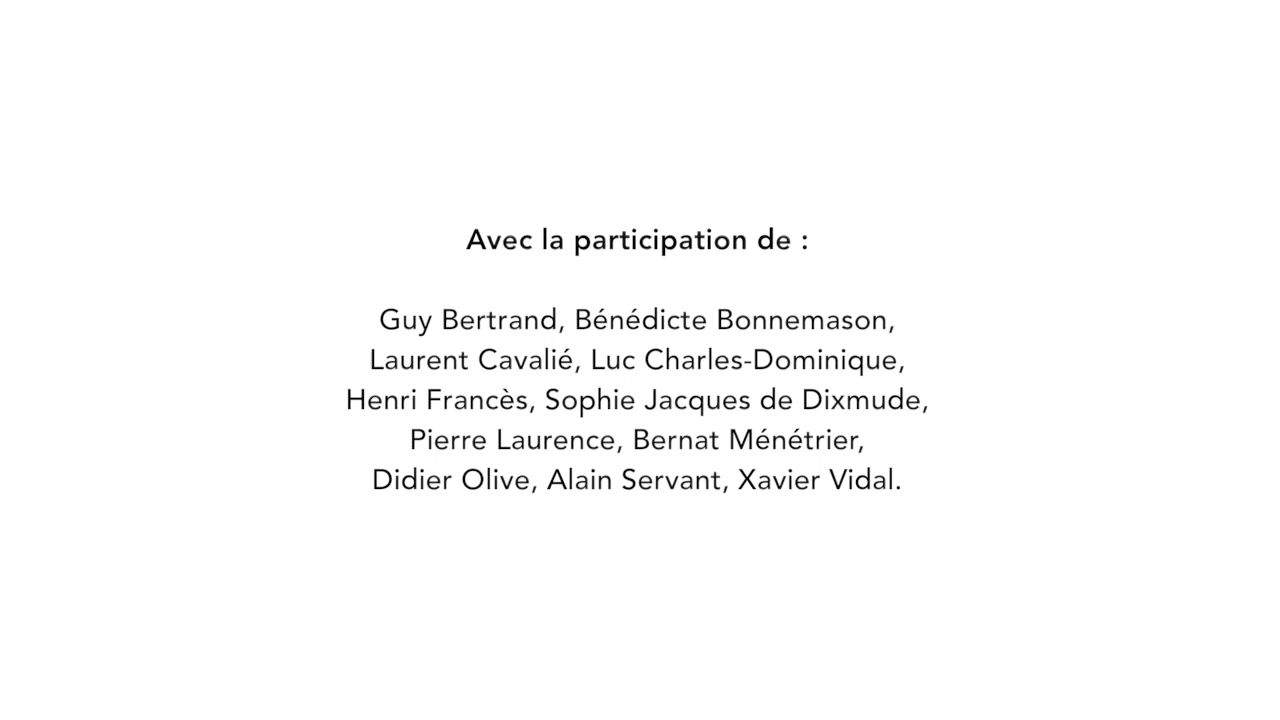 Avec la participation de :
Guy Bertrand, Bénédicte Bonnemason,
Laurent Cavalié, Luc Charles-Dominique,
Henri Francès, Sophie Jacques de Dixmude,
Pierre Laurence, Bernat Ménétrier,
Didier Olive, Alain Servant, Xavier Vidal.